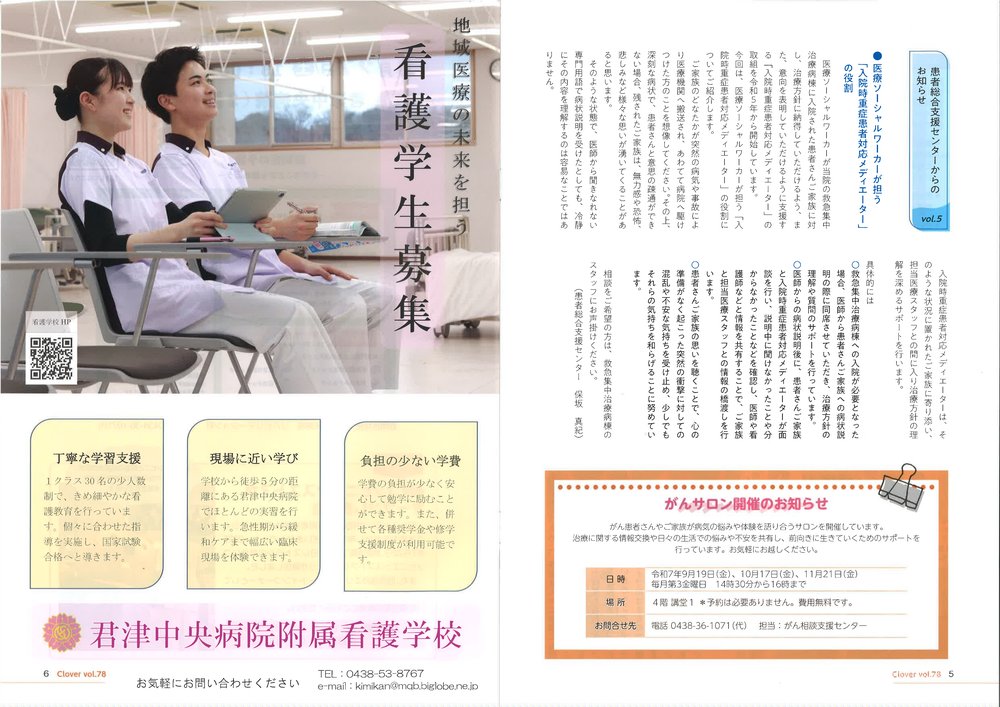 患者総合支援センターからの
お知らせ
vol.5
●医療ソーシャルワーカーが担う
「入院時重症患者対応メディエーター」
の役割
医療ソーシャルワーカーが当院の救急集中
治療病棟に入院された患者さんご家族に対
し、治療方針に納得していただけるよう、ま
た、意向を表明していただけるように支援す
る「入院時重症患者対応メディエーター」の
取組を令和５年から開始しています。
今回は、医療ソーシャルワーカーが担う「入
院時重症患者対応メディエーター」の役割に
ついてご紹介します。
ご家族のどなたかが突然の病気や事故によ
り医療機関へ搬送され、あわてて病院へ駆け
つけた方のことを想像してください。その上、
深刻な病状で、患者さんと意思の疎通ができ
ない場合、残されたご家族は、無力感や恐怖、
悲しみなど様々な思いが湧いてくることがあ
ると思います。
そのような状態で、医師から聞きなれない
専門用語で病状説明を受けたとしても、冷静
にその内容を理解するのは容易なことではあ
りません。
入院時重症患者対応メディエーターは、そ
のような状況に置かれたご家族に寄り添い、
担当医療スタッフとの間に入り治療方針の理
解を深めるサポートを行います。
具体的には
○救急集中治療病棟への入院が必要となった
場合、医師から患者さんご家族への病状説
明の際に同席させていただき、治療方針の
理解や質問のサポートを行っています。
○医師からの病状説明後に、患者さんご家族
と入院時重症患者対応メディエーターが面
談を行い、説明中に聞けなかったことや分
からなかったことなどを確認し、医師や看
護師などと情報を共有することで、ご家族
と担当医療スタッフとの情報の橋渡しを行
います。
○患者さんご家族の思いを聴くことで、心の
準備がなく起こった突然の衝撃に対しての
混乱や不安な気持ちを受け止め、少しでも
それらの気持ちを和らげることに努めてい
ます。
相談をご希望の方は、救急集中治療病棟の
スタッフにお声掛けください。
（患者総合支援センター　保坂　真紀）
がんサロン開催のお知らせ
がん患者さんやご家族が病気の悩みや体験を語り合うサロンを開催しています。
治療に関する情報交換や日々の生活での悩みや不安を共有し、前向きに生きていくためのサポートを
行っています。お気軽にお越しください。
日 時　令和7年9月19日(金)、10月17日(金)、11月21日(金)
毎月第3金曜日　14時30分から16時まで
場 所　4階 講堂1 ＊予約は必要ありません。費用無料です。
お問合せ先　電話 0438-36-1071(代)　担当：がん相談支援センター
Clover vol.78　5
地域医療の未来を担う
看護学生募集
看護学校 HP
丁寧な学習支援
１クラス 30 名の少人数
制で、きめ細やかな看
護教育を行っていま
す。個々に合わせた指
導を実施し、国家試験
合格へと導きます。
現場に近い学び
学校から徒歩５分の距
離にある君津中央病院
でほとんどの実習を行
います。急性期から緩
和ケアまで幅広い臨床
現場を体験できます。
負担の少ない学費
学費の負担が少なく安
心して勉学に励むこと
ができます。また、併
せて各種奨学金や修学
支援制度が利用可能で
す。
君津中央病院附属看護学校
お気軽にお問い合わせください
TEL：0438-53-8767
e-mail：kimikan@mqb.biglobe.ne.jp
6　Clover vol.78